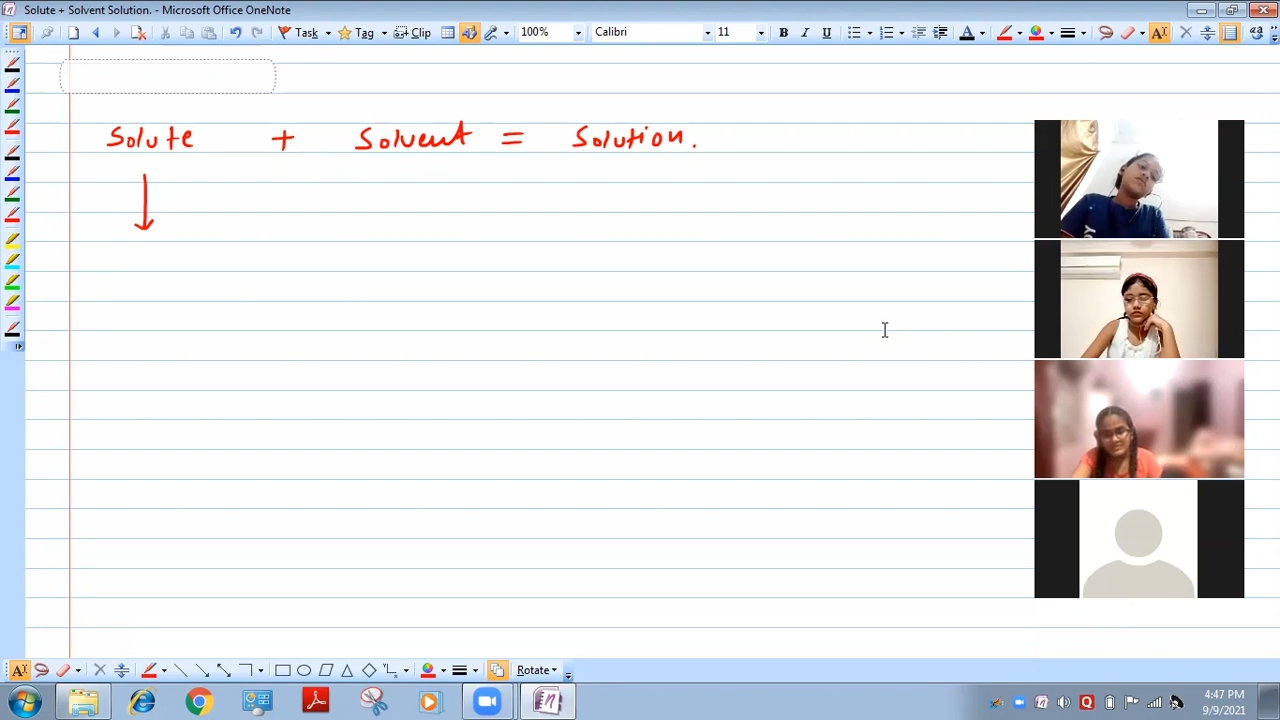 Solute + Solvent Solution. - Microsoft Office OneNote
Task Tag Clip 100% Calibri 11 B I U
Solute + Solvent = Solution.
Rotate
4:47 PM
9/9/2021